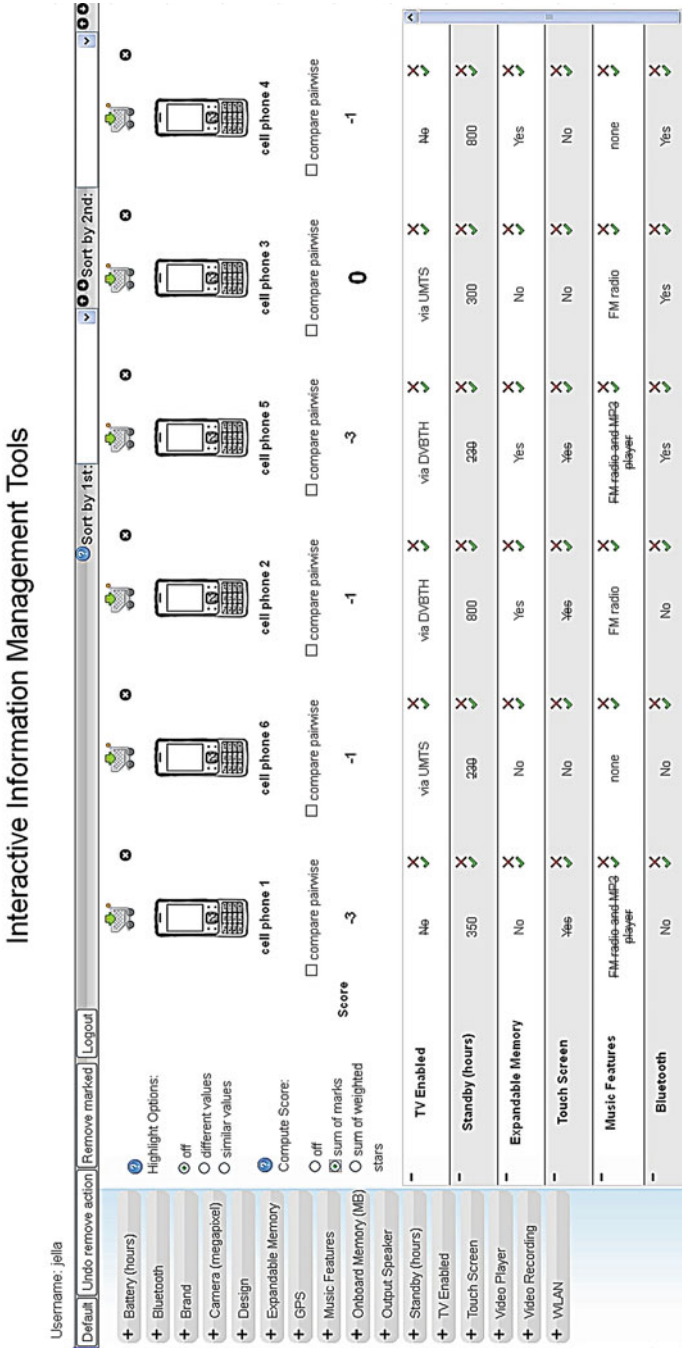 Interactive Information Management Tools
Username: jella
Default Undo remove action Remove marked Logout Sort by 1st: Sort by 2nd:
+ Battery (hours)
+ Bluetooth
+ Brand
+ Camera (megapixel)
+ Design
+ Expandable Memory
+ GPS
+ Music Features
+ Onboard Memory (MB)
+ Output Speaker
+ Standby (hours)
+ TV Enabled
+ Touch Screen
+ Video Player
+ Video Recording
+ WLAN
Highlight Options:
off
different values
similar values
Compute Score:
off
sum of marks
sum of weighted
stars
cell phone 1 cell phone 6 cell phone 2 cell phone 5 cell phone 3 cell phone 4
compare pairwise compare pairwise compare pairwise compare pairwise compare pairwise compare pairwise
Score -3 -1 -1 -3 0 -1
- TV Enabled No via UMTS via DVBTH via DVBTH via UMTS No
- Standby (hours) 350 230 800 230 300 800
- Expandable Memory No No Yes Yes No Yes
- Touch Screen Yes No Yes Yes No No
- Music Features FM radio and MP3 none FM radio FM radio and MP3 FM radio none
player player
- Bluetooth No No No Yes Yes Yes